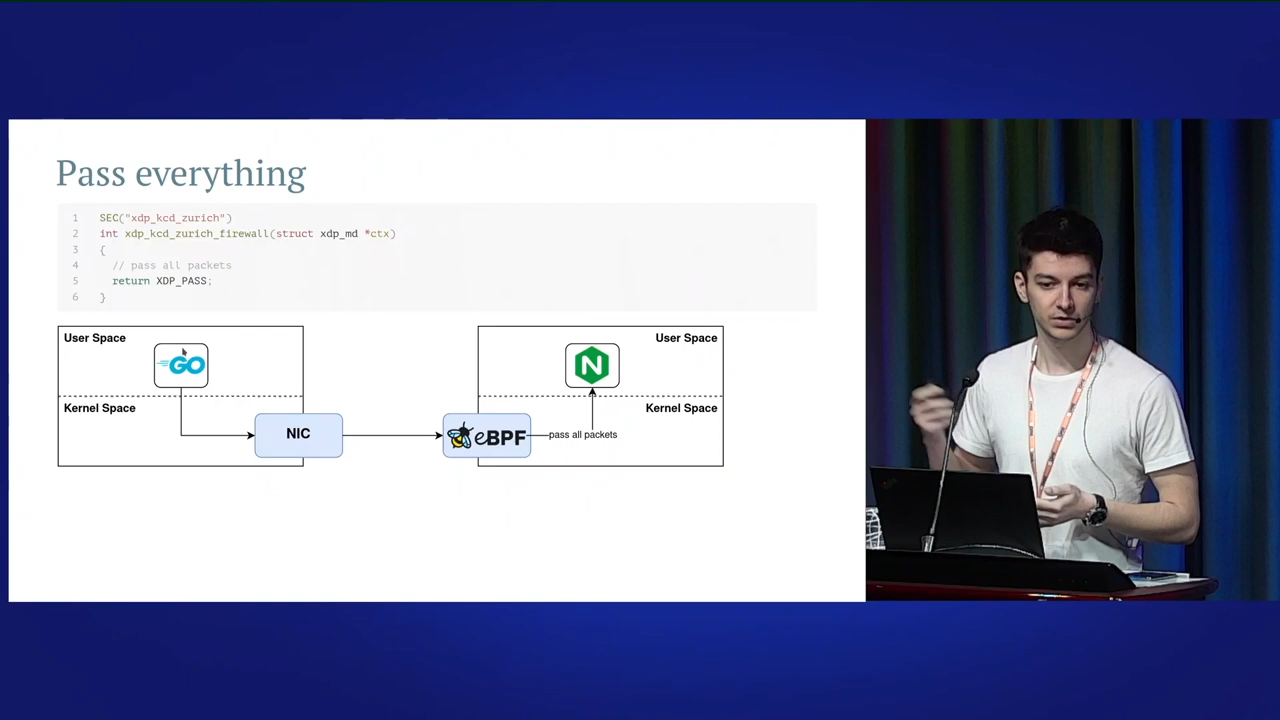 Pass everything
1 SEC("xdp_kcd_zurich")
2 int xdp_kcd_zurich_firewall(struct xdp_md *ctx)
3 {
4 // pass all packets
5 return XDP_PASS;
6 }
User Space
GO
Kernel Space
NIC
User Space
N
Kernel Space
eBPF
pass all packets